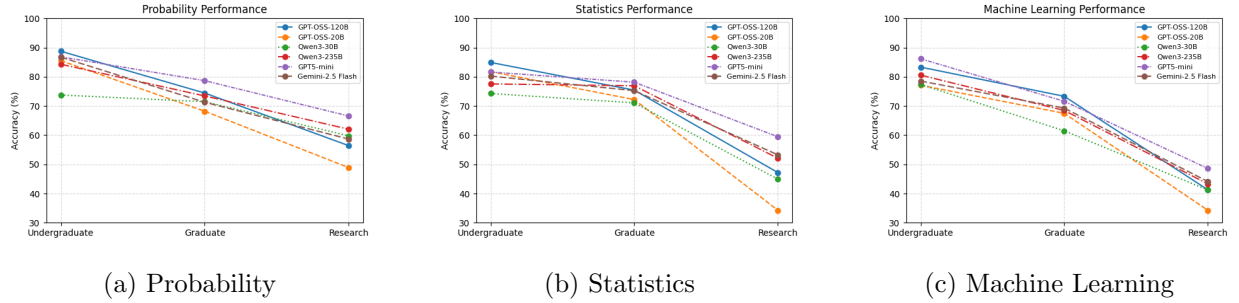 Probability Performance
Accuracy (%)
100
90
80
70
60
50
40
30
Undergraduate
Graduate
Research
GPT-OSS-120B
GPT-OSS-20B
Qwen3-30B
Qwen3-235B
GPT5-mini
Gemini-2.5 Flash
(a) Probability
Statistics Performance
Accuracy (%)
100
90
80
70
60
50
40
30
Undergraduate
Graduate
Research
GPT-OSS-120B
GPT-OSS-20B
Qwen3-30B
Qwen3-235B
GPT5-mini
Gemini-2.5 Flash
(b) Statistics
Machine Learning Performance
Accuracy (%)
100
90
80
70
60
50
40
30
Undergraduate
Graduate
Research
GPT-OSS-120B
GPT-OSS-20B
Qwen3-30B
Qwen3-235B
GPT5-mini
Gemini-2.5 Flash
(c) Machine Learning